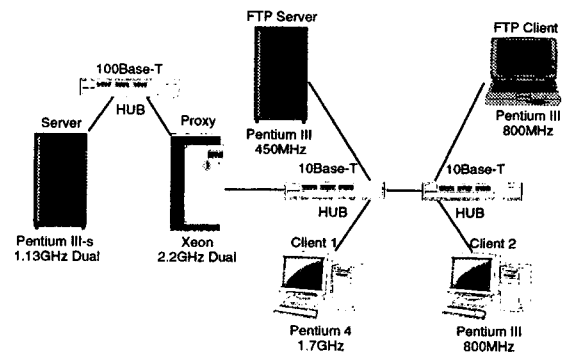 FTP Server
FTP Client
100Base-T
HUB
Server
Proxy
Pentium III
450MHz
Pentium III
800MHz
10Base-T
10Base-T
HUB
HUB
Pentium III-s
1.13GHz Dual
Xeon
2.2GHz Dual
Client 1
Client 2
Pentium 4
1.7GHz
Pentium III
800MHz